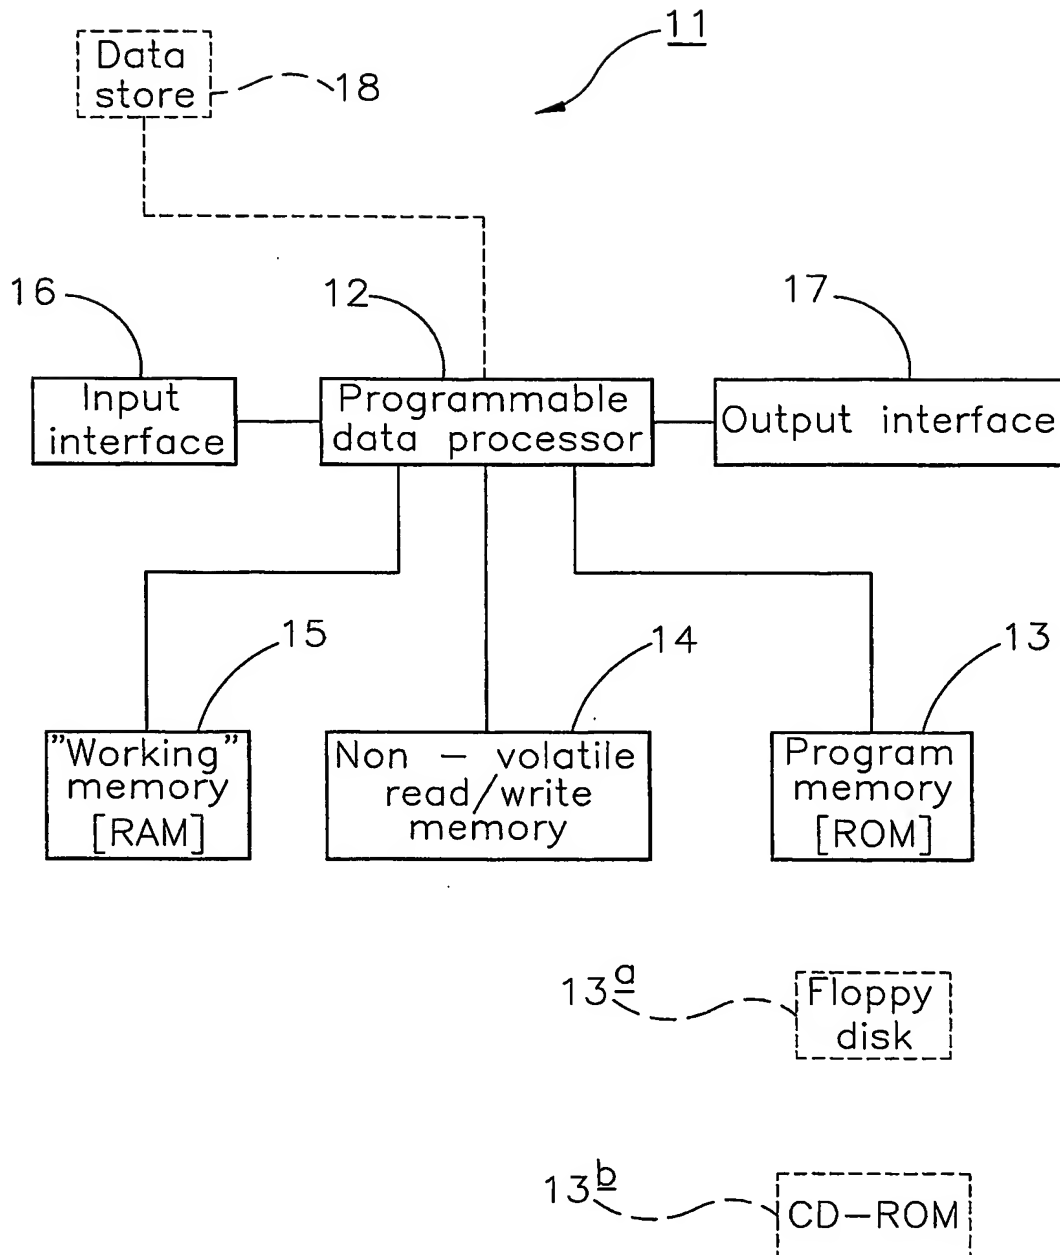 11
Data
store
18
16
12
17
Input
interface
Programmable
data processor
Output interface
15
14
13
"Working"
memory
[RAM]
Non – volatile
read/write
memory
Program
memory
[ROM]
13a
Floppy
disk
13b
CD–ROM